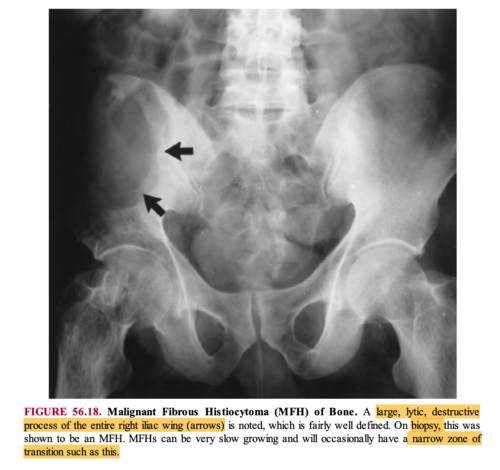 FIGURE 56.18. Malignant Fibrous Histiocytoma (MFH) of Bone. A large, lytic, destructive
process of the entire right iliac wing (arrows) is noted, which is fairly well defined. On biopsy, this was
shown to be an MFH. MFHs can be very slow growing and will occasionally have a narrow zone of
transition such as this.